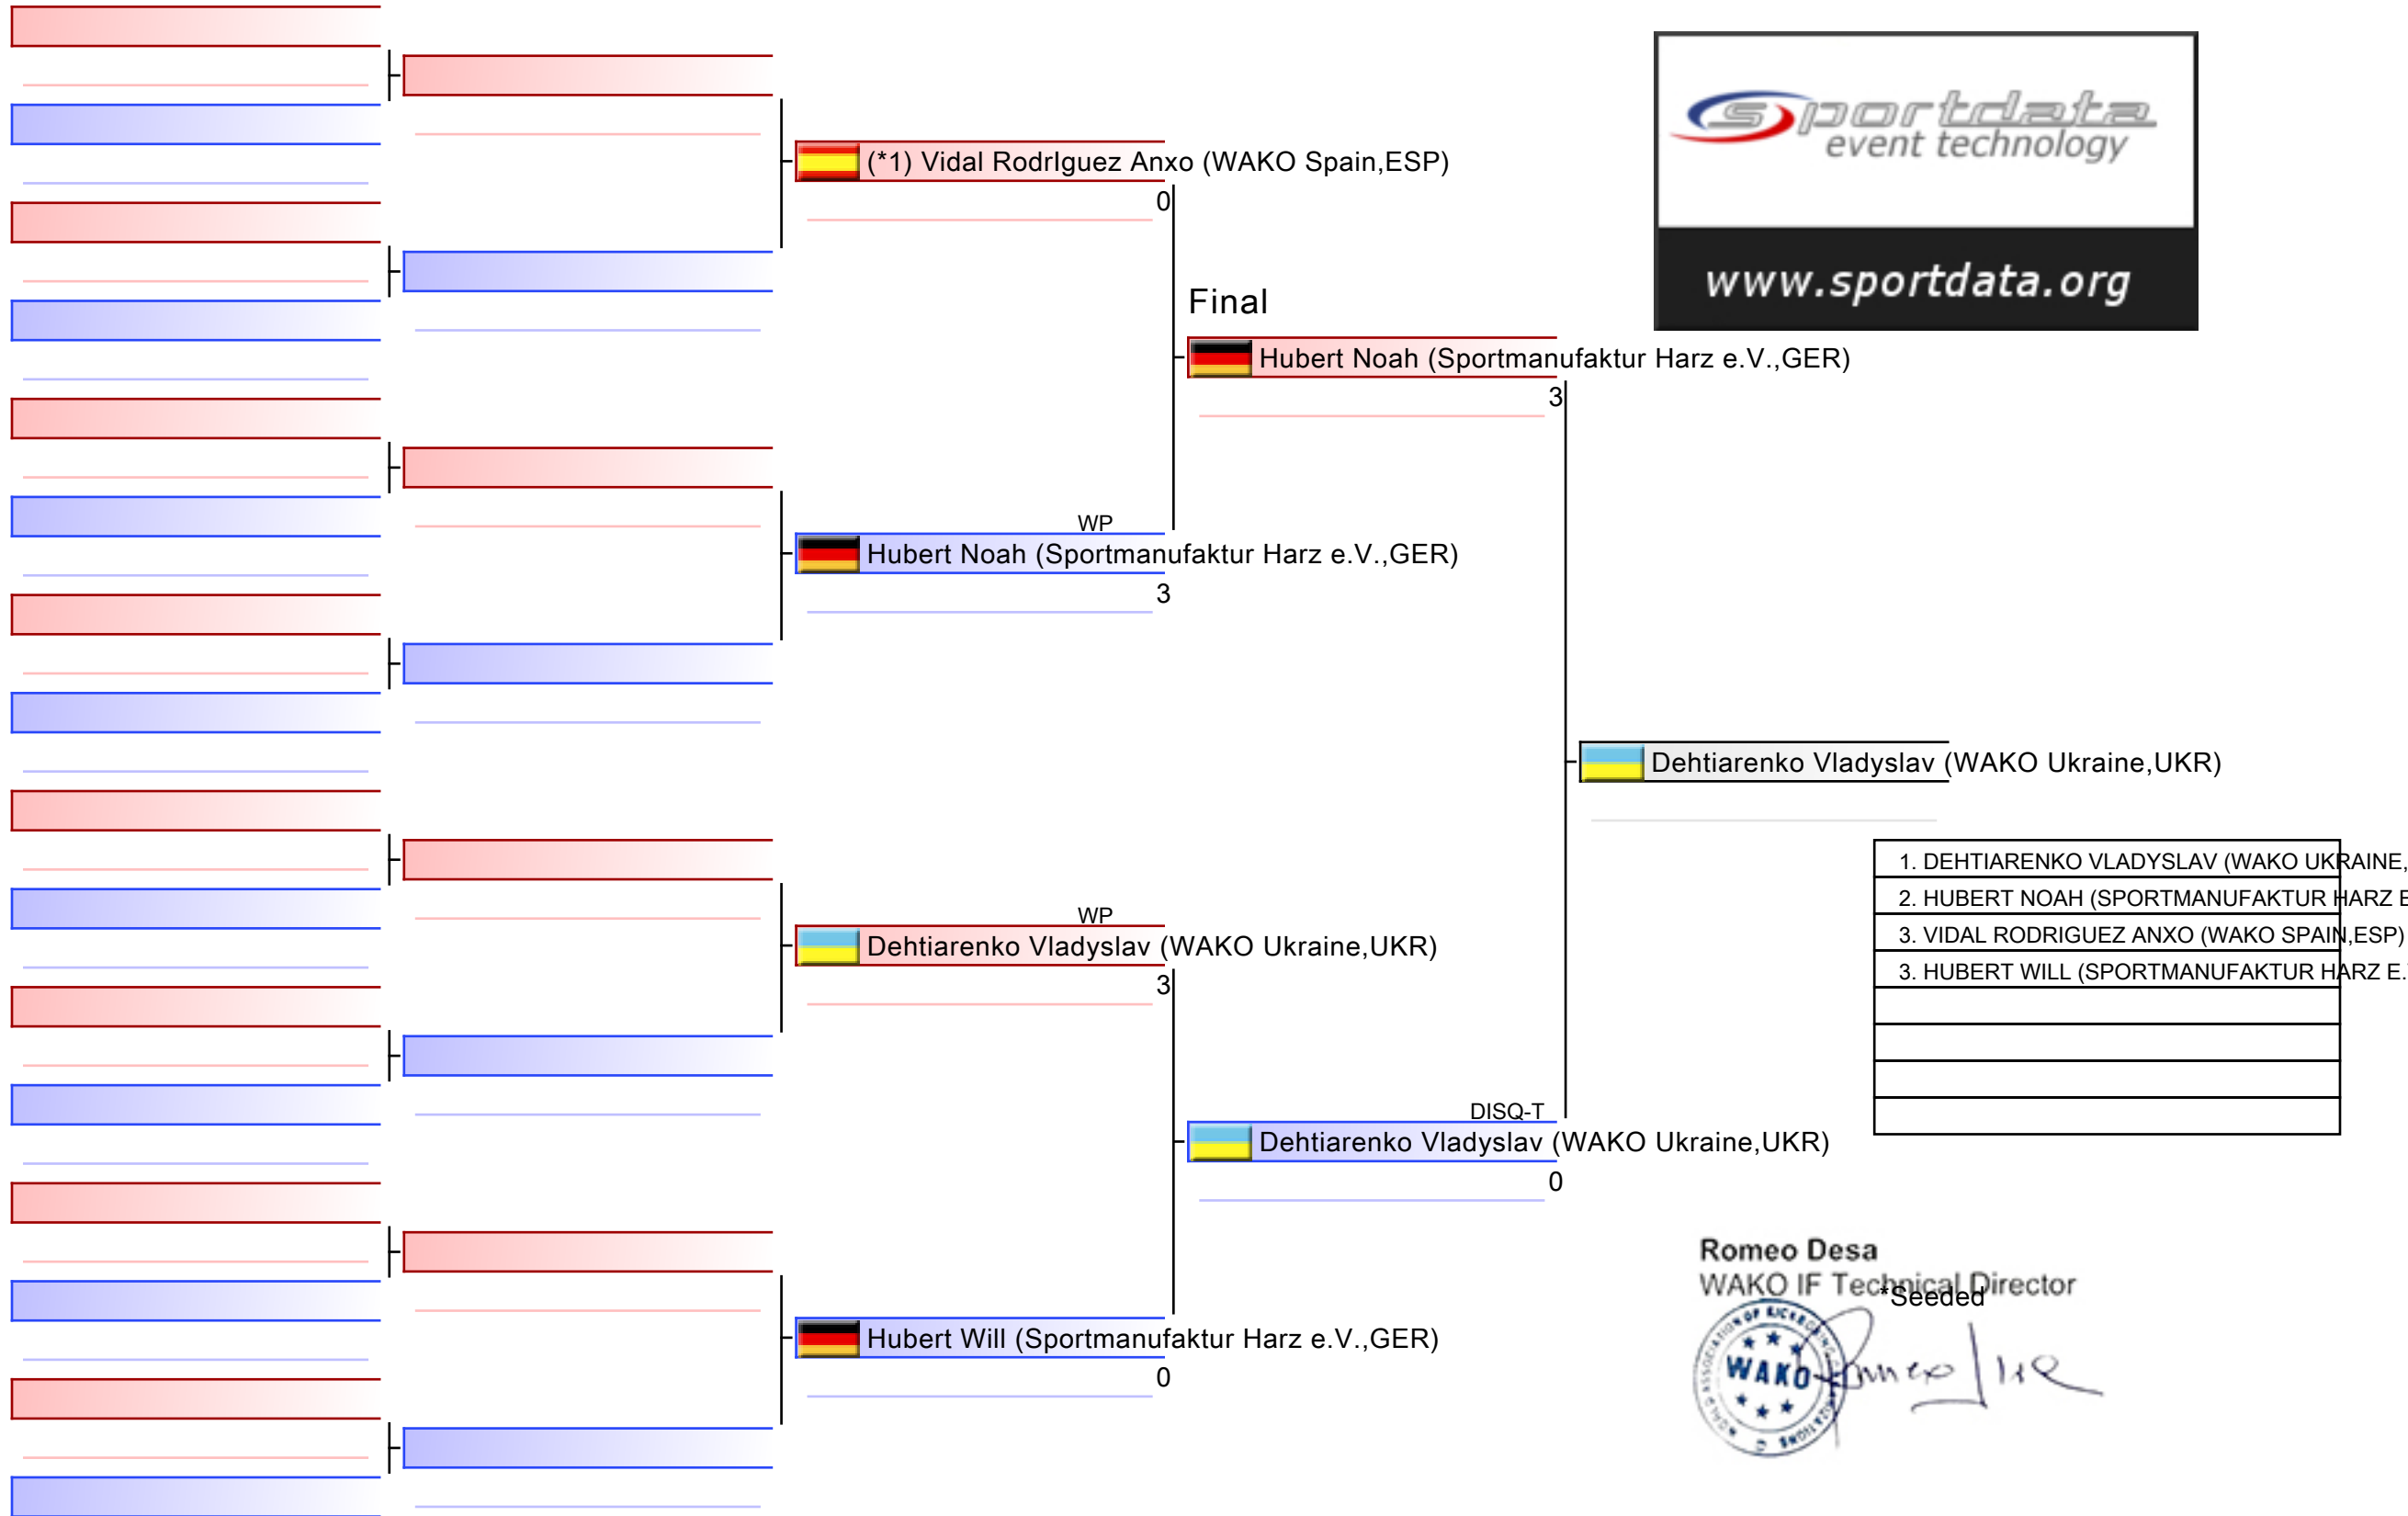 sportdata
event technology
www.sportdata.org
(*1) Vidal RodrIguez Anxo (WAKO Spain,ESP)
0
Final
Hubert Noah (Sportmanufaktur Harz e.V.,GER)
3
WP
Hubert Noah (Sportmanufaktur Harz e.V.,GER)
3
Dehtiarenko Vladyslav (WAKO Ukraine,UKR)
1. DEHTIARENKO VLADYSLAV (WAKO UKRAINE,
2. HUBERT NOAH (SPORTMANUFAKTUR HARZ E
3. VIDAL RODRIGUEZ ANXO (WAKO SPAIN,ESP)
3. HUBERT WILL (SPORTMANUFAKTUR HARZ E.
WP
Dehtiarenko Vladyslav (WAKO Ukraine,UKR)
3
DISQ-T
Dehtiarenko Vladyslav (WAKO Ukraine,UKR)
0
Hubert Will (Sportmanufaktur Harz e.V.,GER)
0
Romeo Desa
WAKO IF Technical Director
*Seeded
WAKO